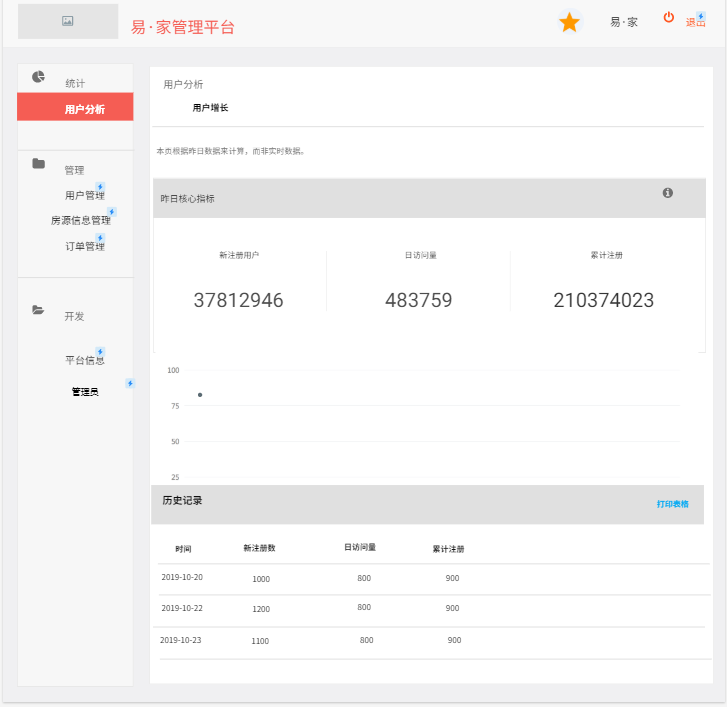 易·家管理平台
易·家
退出
统计
用户分析
管理
用户管理
房源信息管理
订单管理
开发
平台信息
管理员
用户分析
用户增长
本页根据昨日数据来计算，而非实时数据。
昨日核心指标
新注册用户 日访问量 累计注册
37812946 483759 210374023
100
75
50
25
历史记录 打印表格
时间 新注册数 日访问量 累计注册
2019-10-20 1000 800 900
2019-10-22 1200 800 900
2019-10-23 1100 800 900